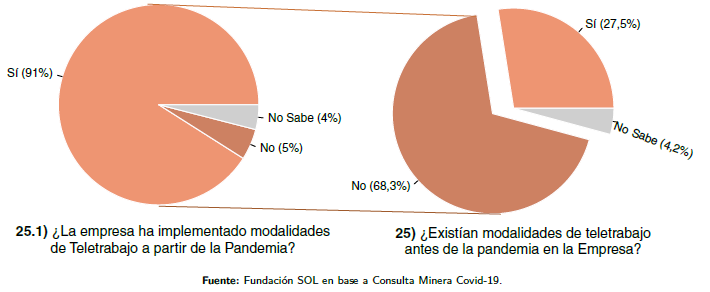 Sí (91%)
No Sabe (4%)
No (5%)
25.1) ¿La empresa ha implementado modalidades
de Teletrabajo a partir de la Pandemia?
Sí (27,5%)
No Sabe (4,2%)
No (68,3%)
25) ¿Existían modalidades de teletrabajo
antes de la pandemia en la Empresa?
Fuente: Fundación SOL en base a Consulta Minera Covid-19.